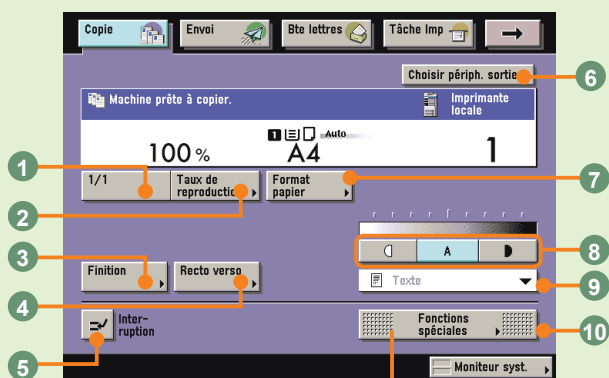 Copie
Envoi
Bte lettres
Tâche Imp
Choisir périph. sortie
Machine prête à copier.
Imprimante
locale
100 %
1
Auto
A4
1
1/1
Taux de
reproduction
Format
papier
A
Texte
Finition
Recto verso
Inter-
ruption
Fonctions
spéciales
Moniteur syst.
1
2
3
4
5
6
7
8
9
10